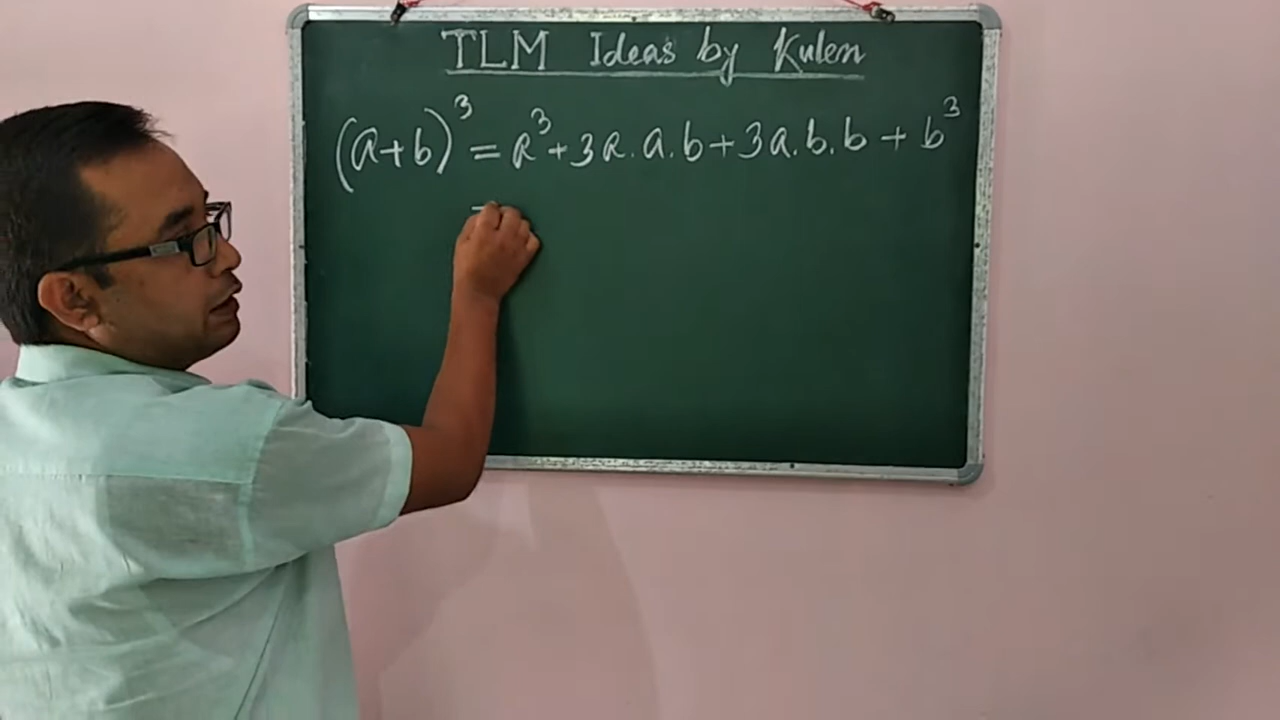 TLM Ideas by Kulen
(a+b)³ = a³+3a.a.b+3a.b.b+b³
=